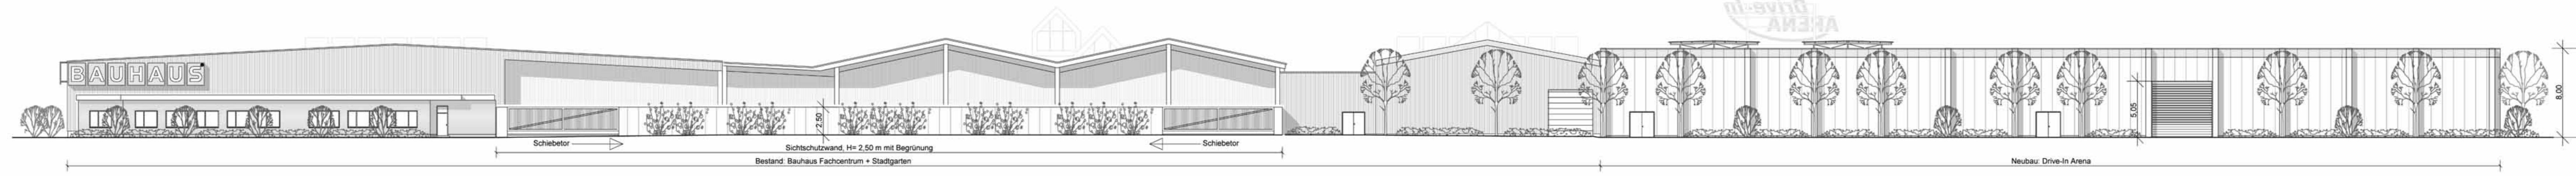 Drive-In
ARENA
BAUHAUS
2,50
5,05
8,00
Schiebetor
Schiebetor
Sichtschutzwand, H= 2,50 m mit Begrünung
Bestand: Bauhaus Fachcentrum + Stadtgarten
Neubau: Drive-In Arena